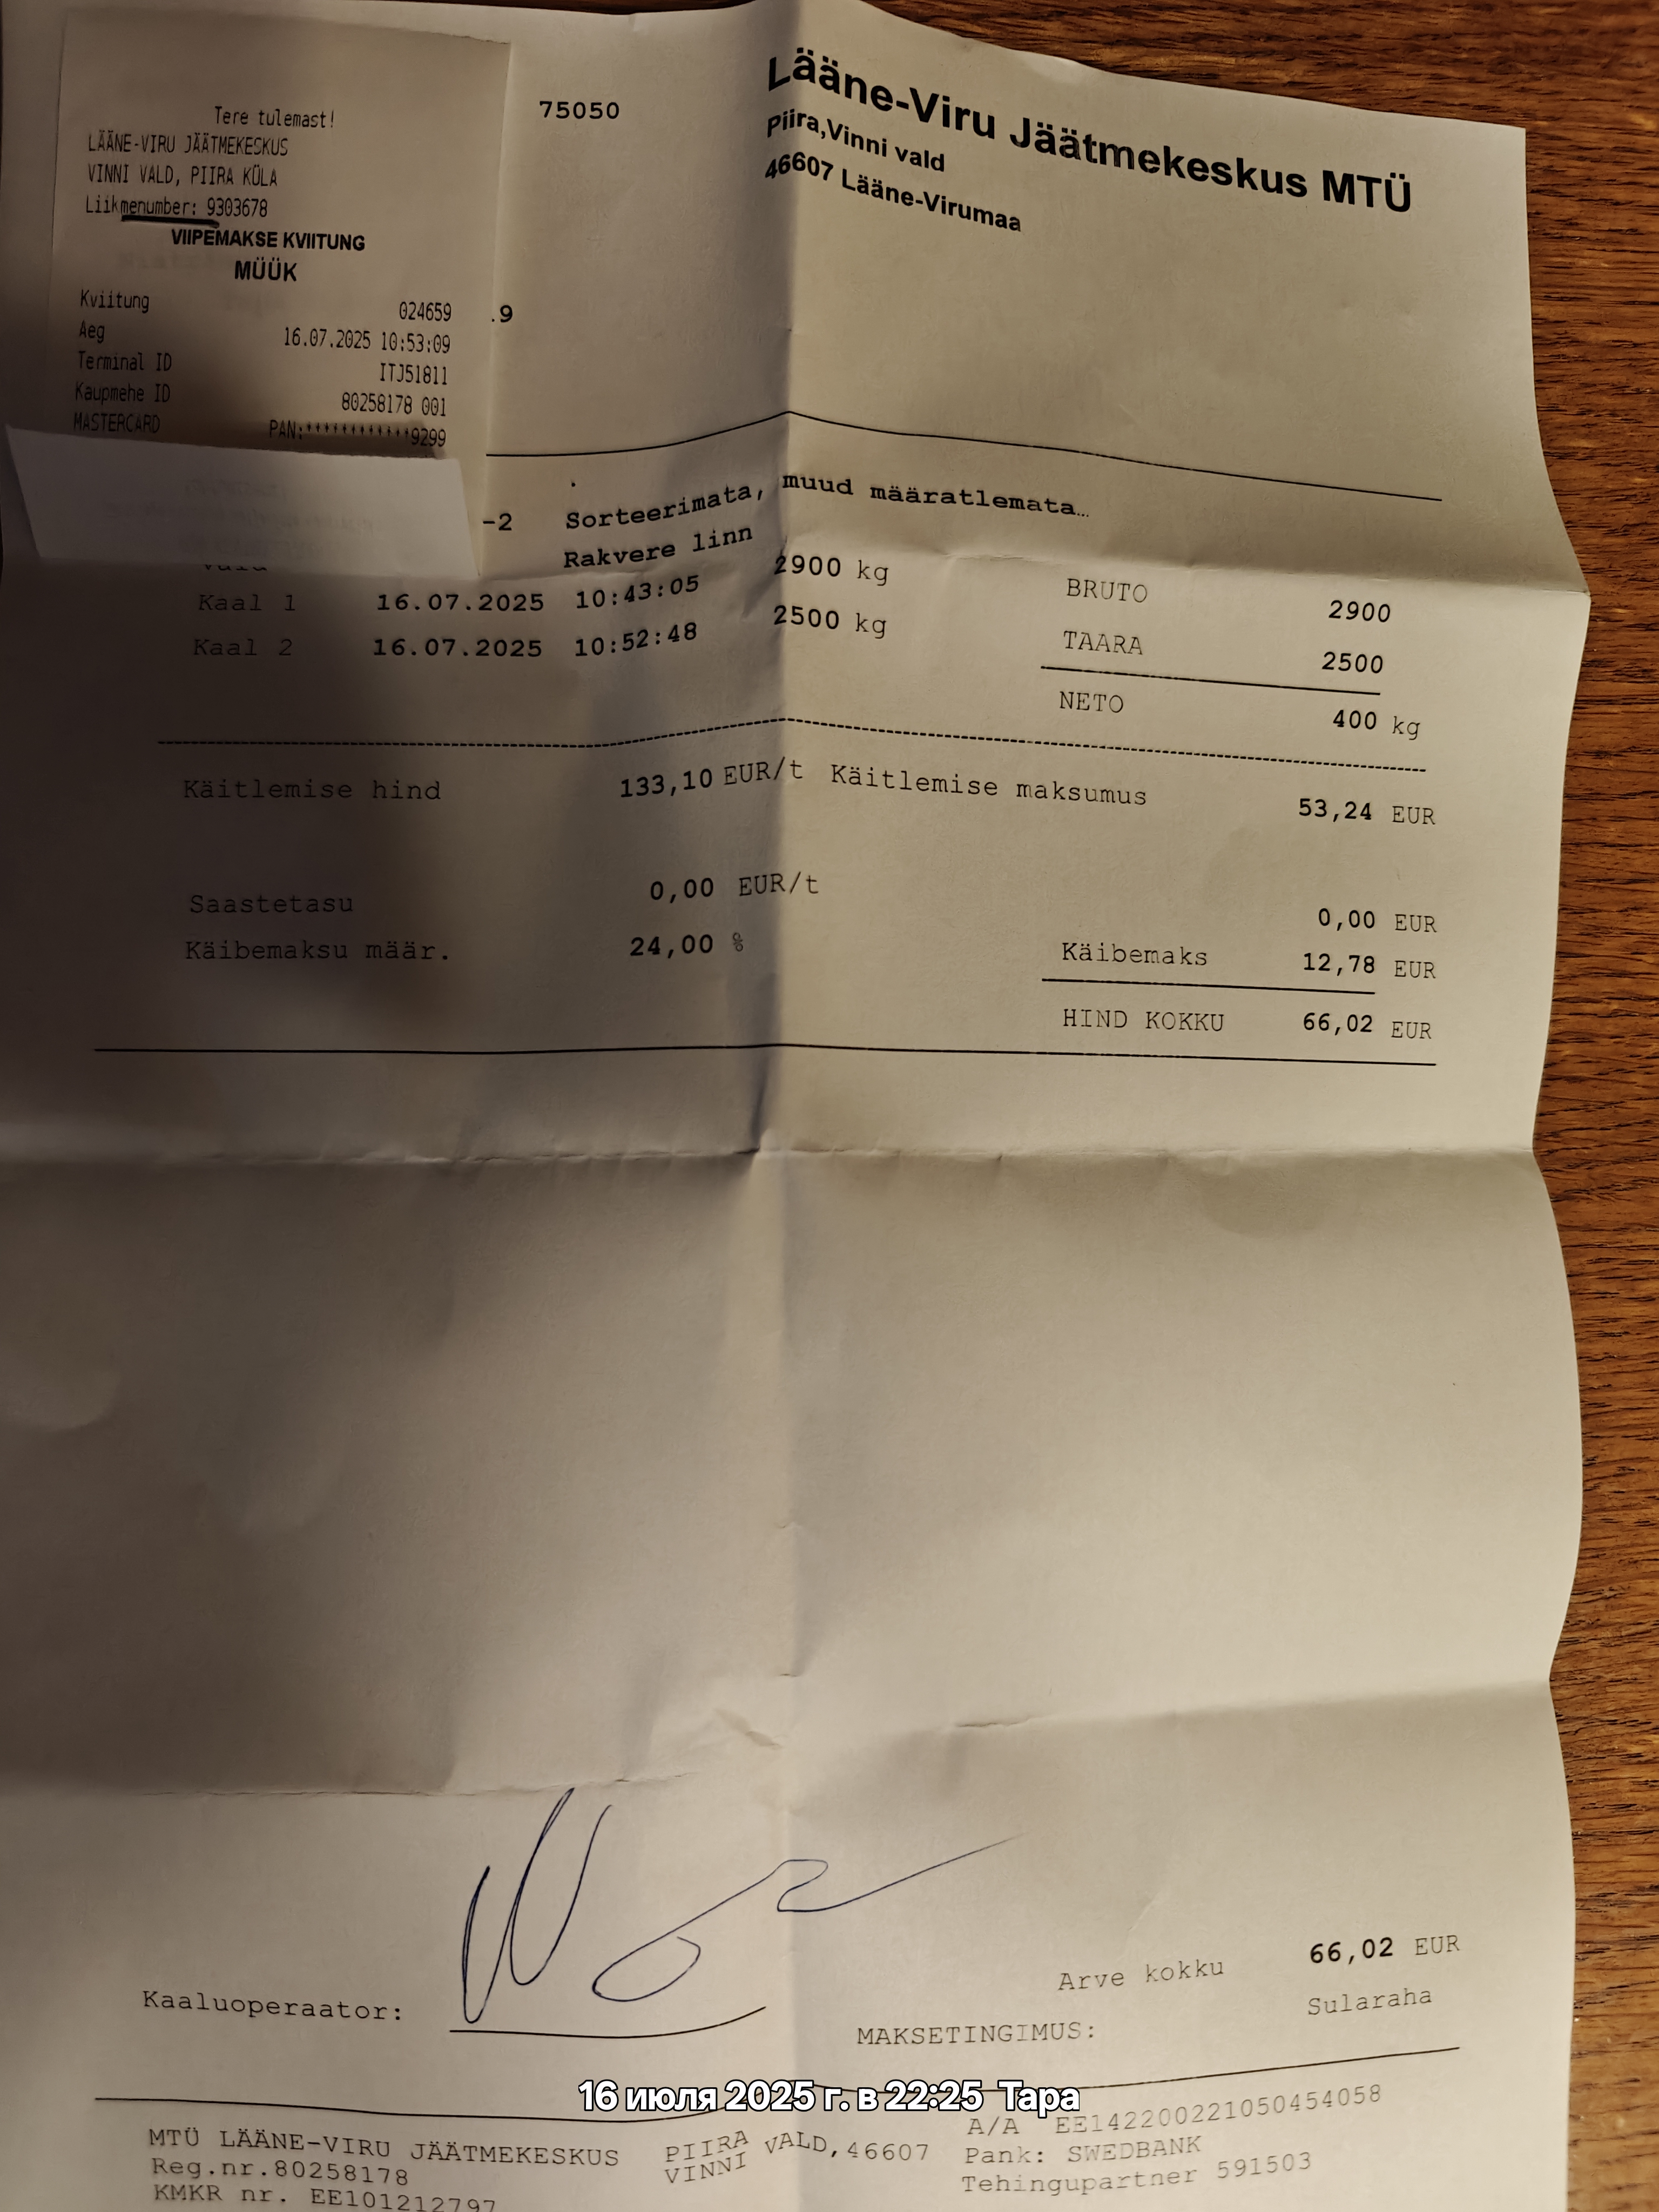 Tere tulemast!
LÄÄNE-VIRU JÄÄTMEKESKUS
VINNI VALD, PIIRA KÜLA
Liikmenumber: 9303678
VIIPEMAKSE KVIITUNG
MÜÜK
Kviitung 024659
Aeg 16.07.2025 10:53:09
Terminal ID ITJ51811
Kaupmehe ID 80258178 001
MASTERCARD PAN:************9299
75050
Lääne-Viru Jäätmekeskus MTÜ
Piira,Vinni vald
46607 Lääne-Virumaa
.9
-2 Sorteerimata, muud määratlemata…
Rakvere linn
Kaal 1 16.07.2025 10:43:05 2900 kg BRUTO 2900
Kaal 2 16.07.2025 10:52:48 2500 kg TAARA 2500
NETO 400 kg
Käitlemise hind 133,10 EUR/t Käitlemise maksumus 53,24 EUR
Saastetasu 0,00 EUR/t 0,00 EUR
Käibemaksu määr. 24,00 % Käibemaks 12,78 EUR
HIND KOKKU 66,02 EUR
Arve kokku 66,02 EUR
Kaaluoperaator:
MAKSETINGIMUS: Sularaha
16 июля 2025 г. в 22:25 Тара
MTÜ LÄÄNE-VIRU JÄÄTMEKESKUS PIIRA VALD,46607 A/A EE142200221050454058
Reg.nr.80258178 VINNI Pank: SWEDBANK
KMKR nr. EE101212797 Tehingupartner 591503